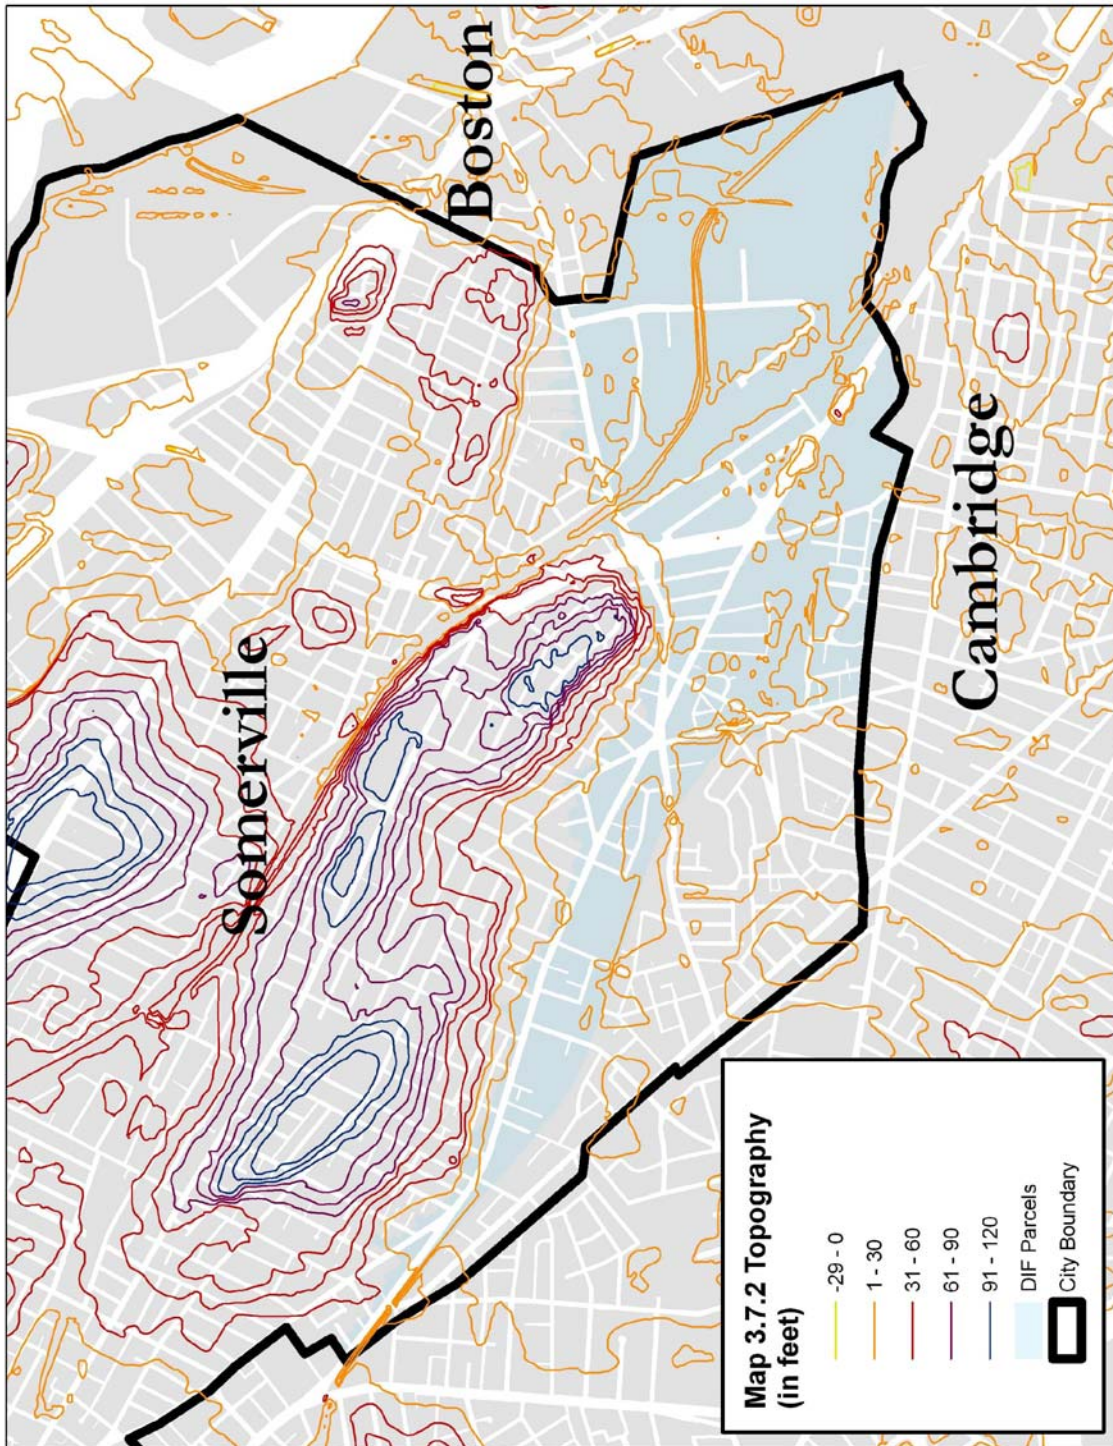 Boston
Somerville
Cambridge
Map 3.7.2 Topography
(in feet)
-29 - 0
1 - 30
31 - 60
61 - 90
91 - 120
DIF Parcels
City Boundary